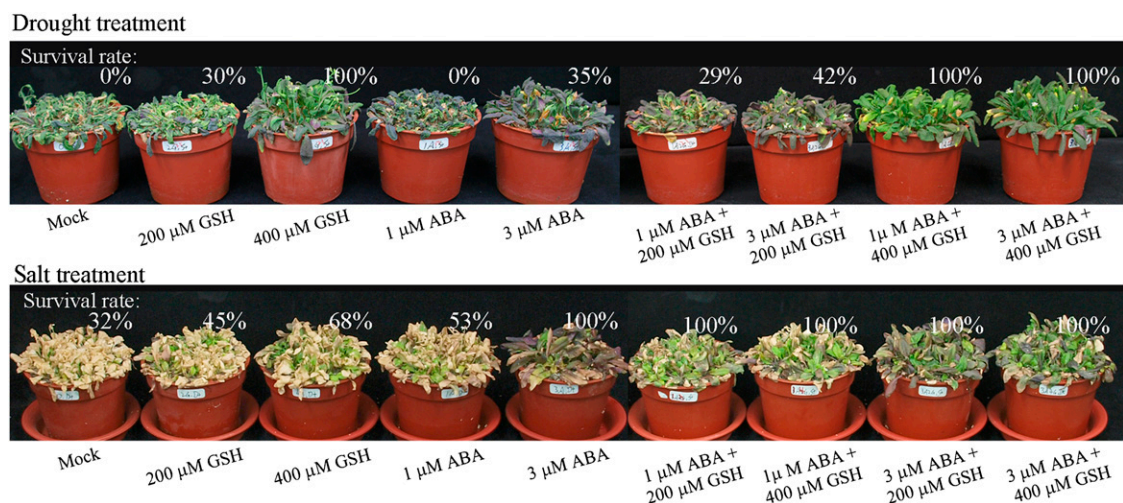 Drought treatment
Survival rate:
0% 30% 100% 0% 35% 29% 42% 100% 100%
Mock
200 μM GSH
400 μM GSH
1 μM ABA
3 μM ABA
1 μM ABA +
200 μM GSH
3 μM ABA +
200 μM GSH
1μ M ABA +
400 μM GSH
3 μM ABA +
400 μM GSH
Salt treatment
Survival rate:
32% 45% 68% 53% 100% 100% 100% 100% 100%
Mock
200 μM GSH
400 μM GSH
1 μM ABA
3 μM ABA
1 μM ABA +
200 μM GSH
1μ M ABA +
400 μM GSH
3 μM ABA +
200 μM GSH
3 μM ABA +
400 μM GSH